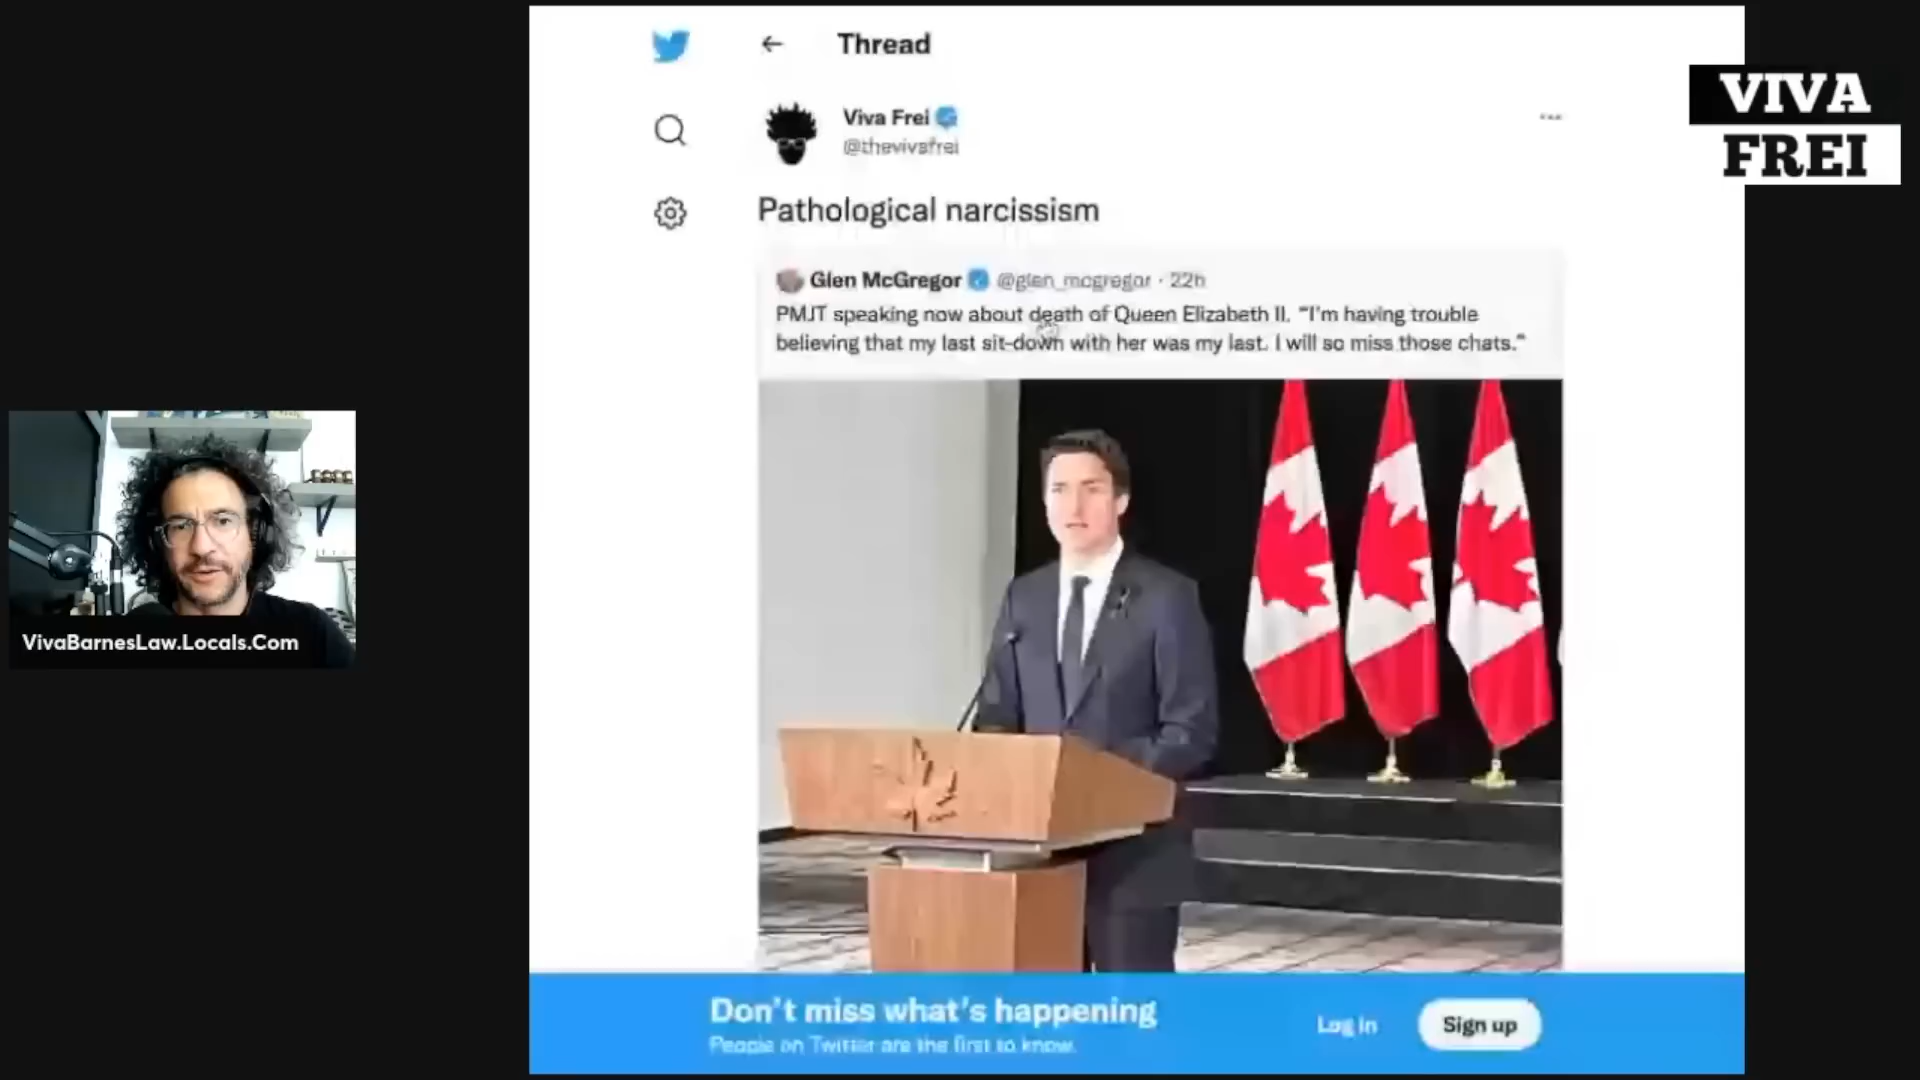 Thread
VIVA
FREI
Viva Frei
@thevivafrei
Pathological narcissism
Glen McGregor @glen_mcgregor · 22h
PMJT speaking now about death of Queen Elizabeth II. "I'm having trouble
believing that my last sit-down with her was my last. I will so miss those chats."
VivaBarnesLaw.Locals.Com
Don't miss what's happening
People on Twitter are the first to know.
Log in
Sign up